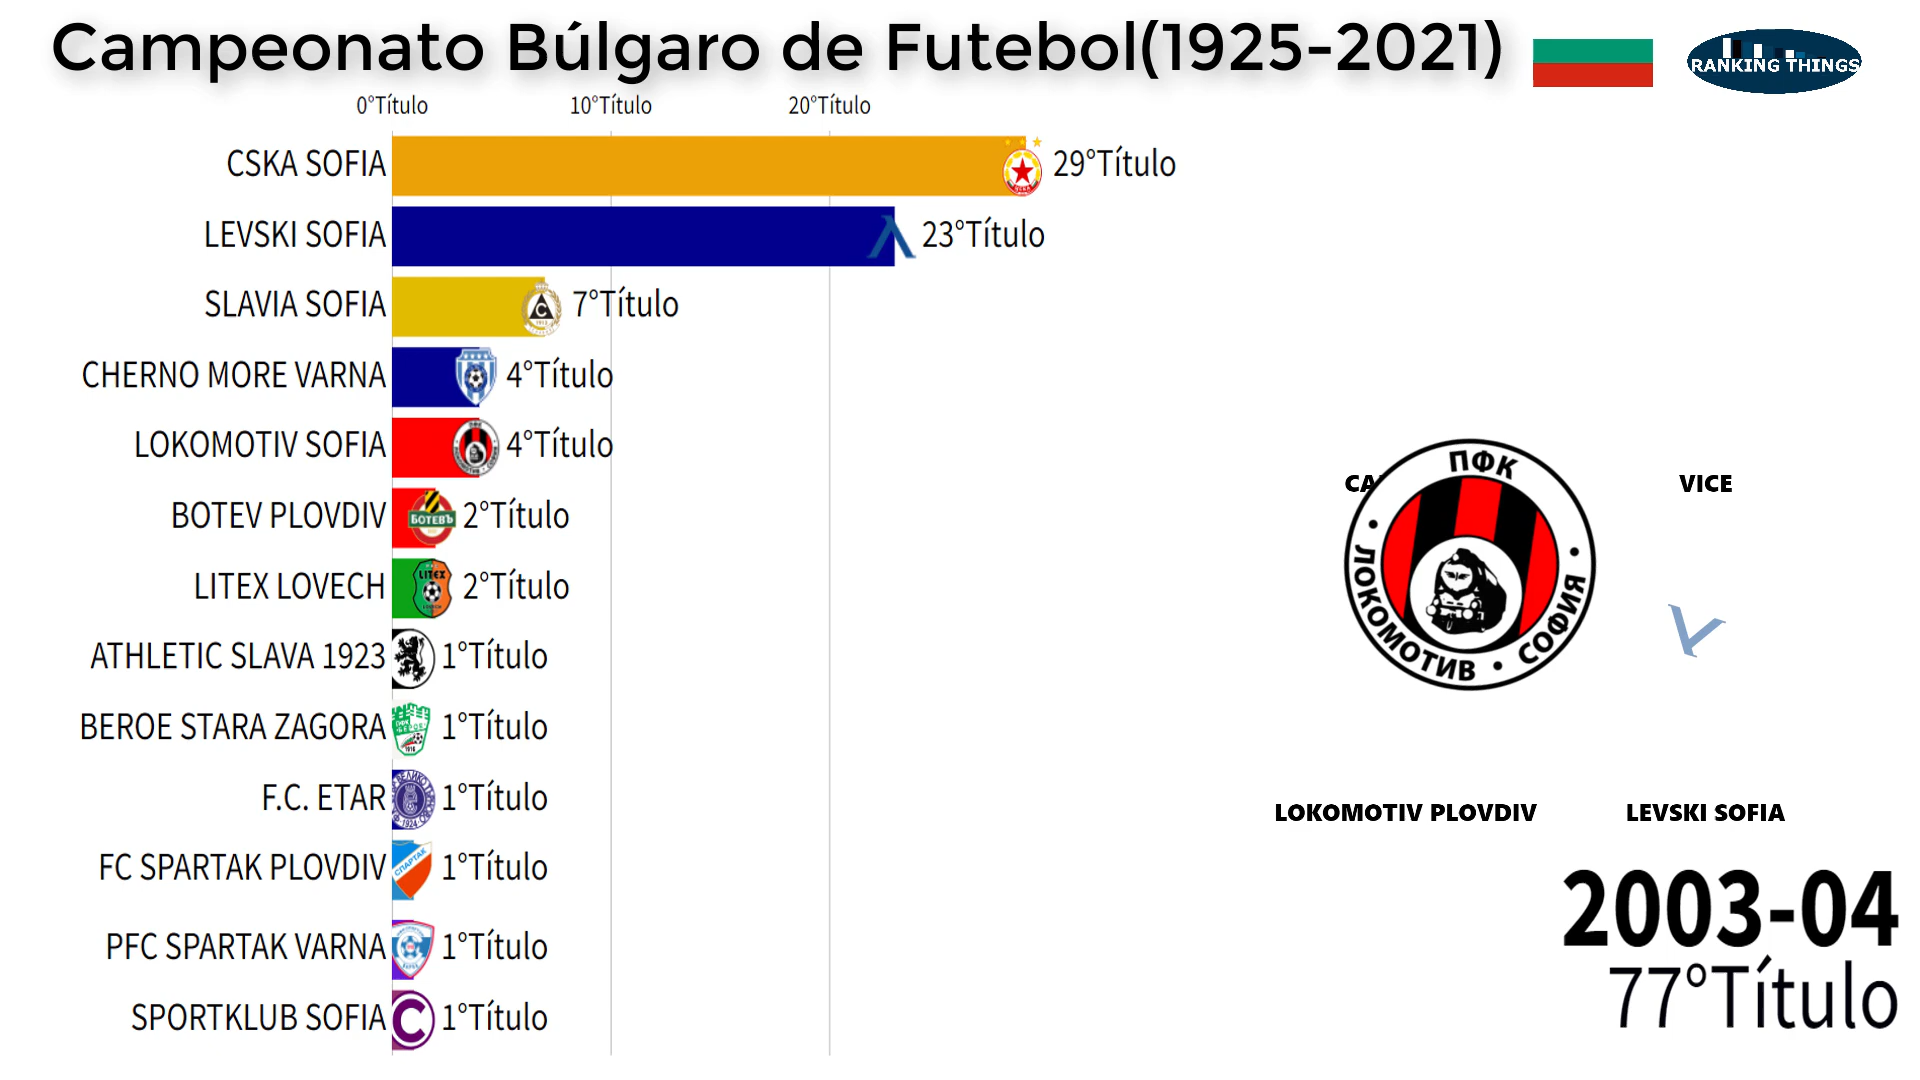 Campeonato Búlgaro de Futebol(1925-2021)
RANKING THINGS
0°Título 10°Título 20°Título
CSKA SOFIA 29°Título
LEVSKI SOFIA 23°Título
SLAVIA SOFIA 7°Título
CHERNO MORE VARNA 4°Título
LOKOMOTIV SOFIA 4°Título
BOTEV PLOVDIV БОТЕВЪ 2°Título
LITEX LOVECH LITEX 2°Título
ATHLETIC SLAVA 1923 1°Título
BEROE STARA ZAGORA 1°Título
F.C. ETAR 1°Título
FC SPARTAK PLOVDIV СПАРТАК 1°Título
PFC SPARTAK VARNA 1°Título
SPORTKLUB SOFIA C 1°Título
CA VICE
ПФК
ЛОКОМОТИВ • СОФИЯ
LOKOMOTIV PLOVDIV LEVSKI SOFIA
2003-04
77°Título